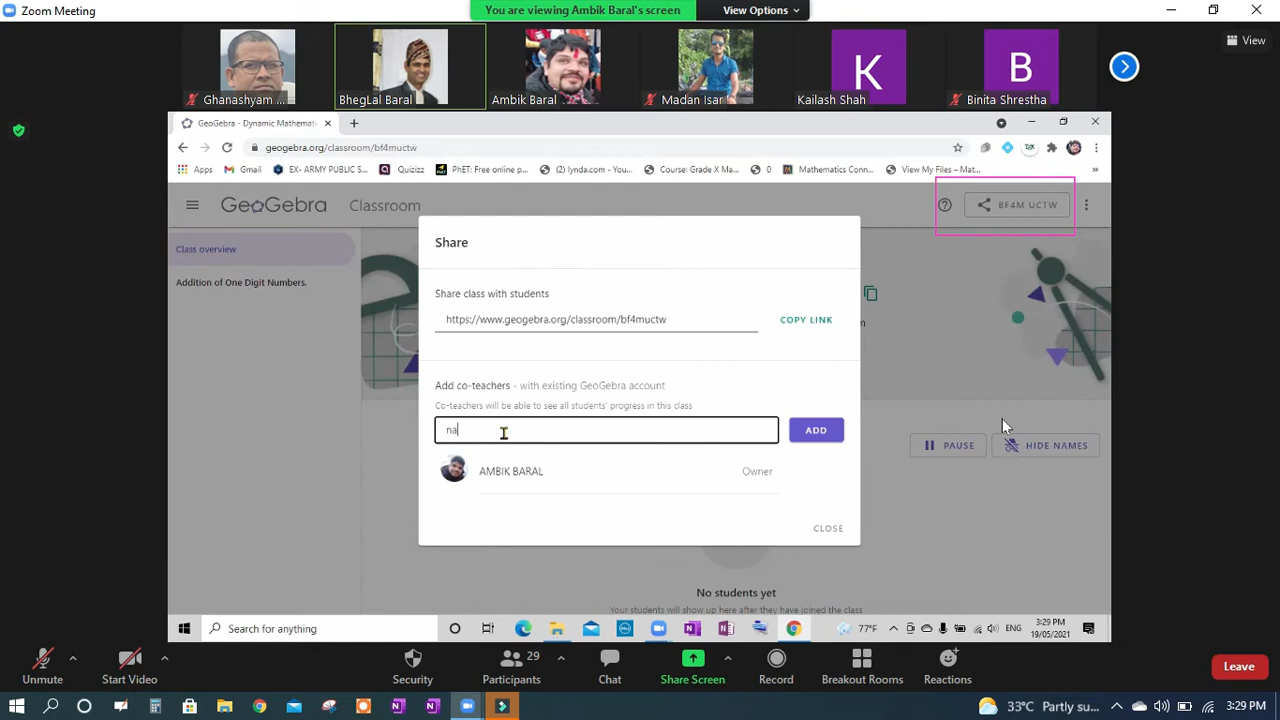 Zoom Meeting
You are viewing Ambik Baral's screen
View Options
View
Ghanashyam ...
BhegLal Baral
Ambik Baral
Madan Isar
K
Kailash Shah
B
Binita Shrestha
GeoGebra - Dynamic Mathemati
geogebra.org/classroom/bf4muctw
Apps
Gmail
EX- ARMY PUBLIC S...
Quizizz
PhET: Free online p...
(1) lynda.com - You...
Course: Grade X Ma...
0
Mathematics Conn...
View My Files – Mat...
GeoGebra
Classroom
BF4M UCTW
Class overview
Addition of One Digit Numbers.
Share
Share class with students
https://www.geogebra.org/classroom/bf4muctw
COPY LINK
Add co-teachers - with existing GeoGebra account
Co-teachers will be able to see all students' progress in this class
na
ADD
AMBIK BARAL
Owner
CLOSE
PAUSE
HIDE NAMES
No students yet
Your students will show up here after they have joined the class
Search for anything
77°F
ENG
3:29 PM
19/05/2021
Unmute
Start Video
Security
29
Participants
Chat
Share Screen
Record
Breakout Rooms
Reactions
Leave
33°C Partly su...
3:29 PM